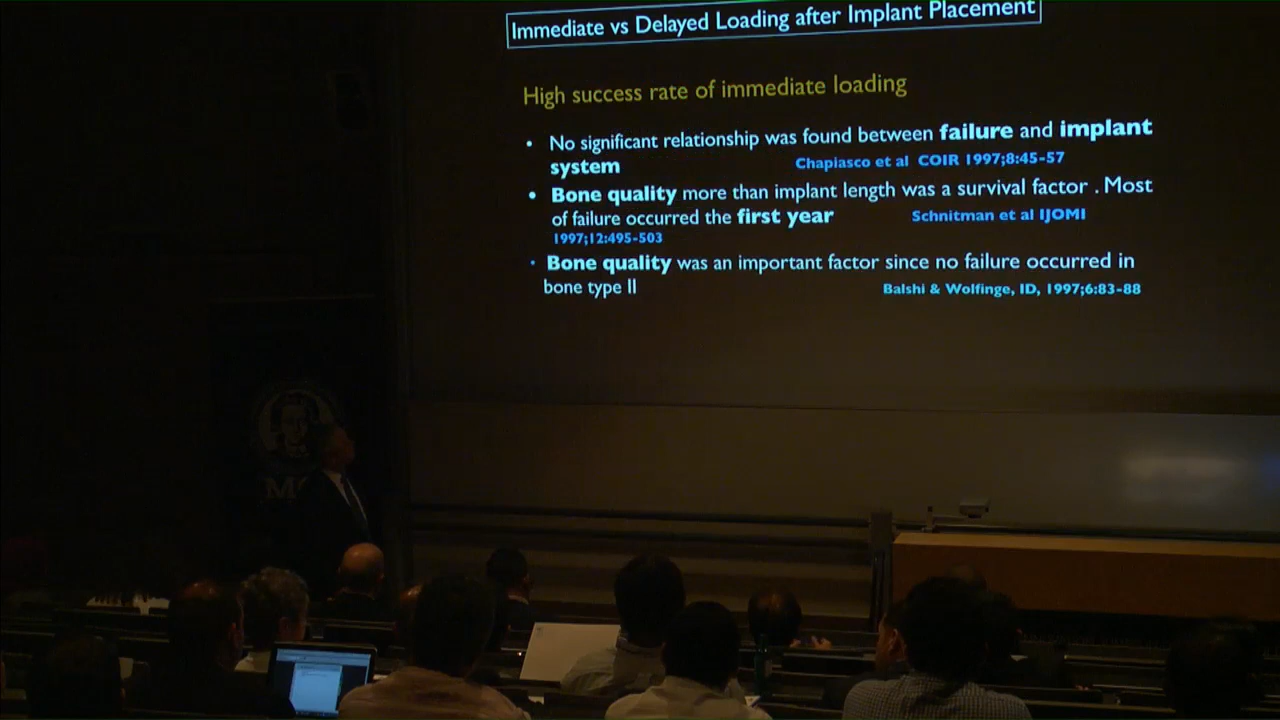 Immediate vs Delayed Loading after Implant Placement
High success rate of immediate loading
• No significant relationship was found between failure and implant
system Chapiasco et al COIR 1997;8:45-57
• Bone quality more than implant length was a survival factor . Most
of failure occurred the first year Schnitman et al IJOMI
1997;12:495-503
• Bone quality was an important factor since no failure occurred in
bone type II Balshi & Wolfinge, ID, 1997;6:83-88